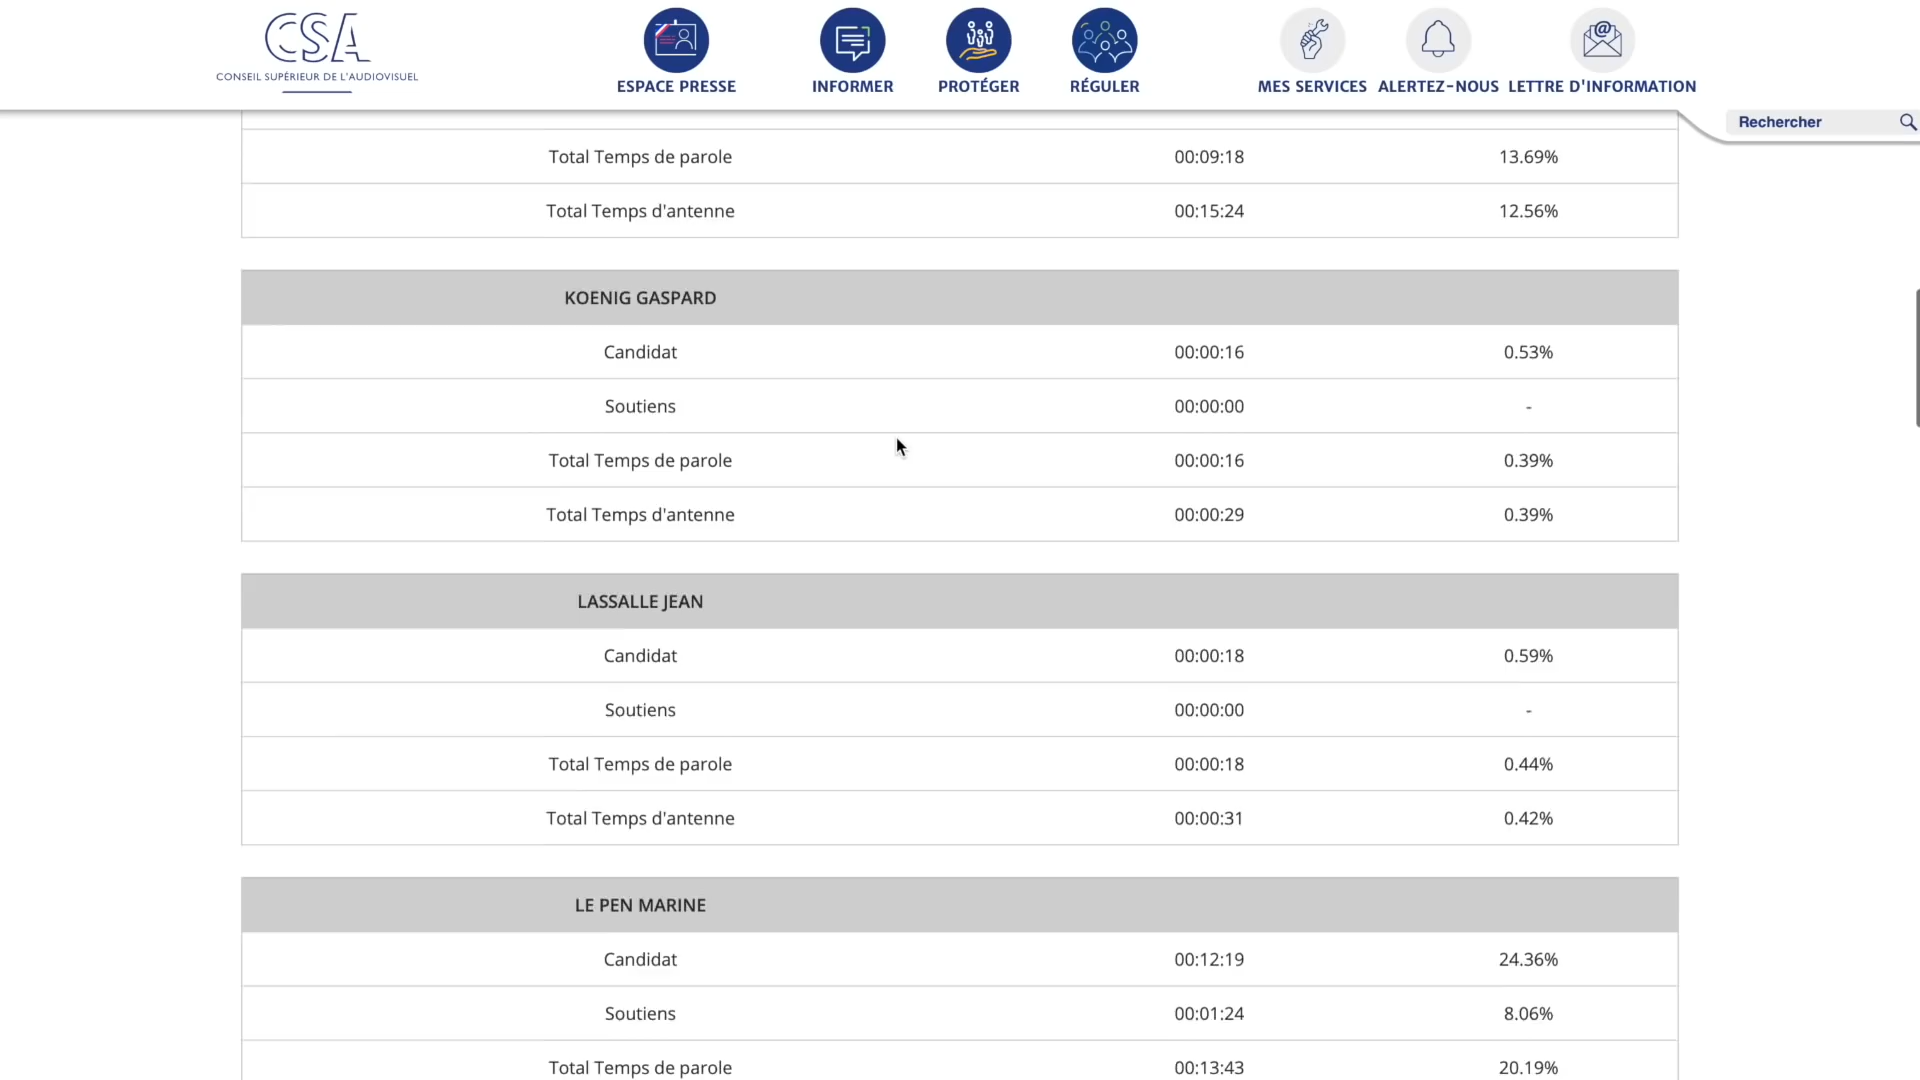 CSA
CONSEIL SUPÉRIEUR DE L'AUDIOVISUEL
ESPACE PRESSE
INFORMER
PROTÉGER
RÉGULER
MES SERVICES
ALERTEZ-NOUS
LETTRE D'INFORMATION
Rechercher
Total Temps de parole 00:09:18 13.69%
Total Temps d'antenne 00:15:24 12.56%
KOENIG GASPARD
Candidat 00:00:16 0.53%
Soutiens 00:00:00 -
Total Temps de parole 00:00:16 0.39%
Total Temps d'antenne 00:00:29 0.39%
LASSALLE JEAN
Candidat 00:00:18 0.59%
Soutiens 00:00:00 -
Total Temps de parole 00:00:18 0.44%
Total Temps d'antenne 00:00:31 0.42%
LE PEN MARINE
Candidat 00:12:19 24.36%
Soutiens 00:01:24 8.06%
Total Temps de parole 00:13:43 20.19%